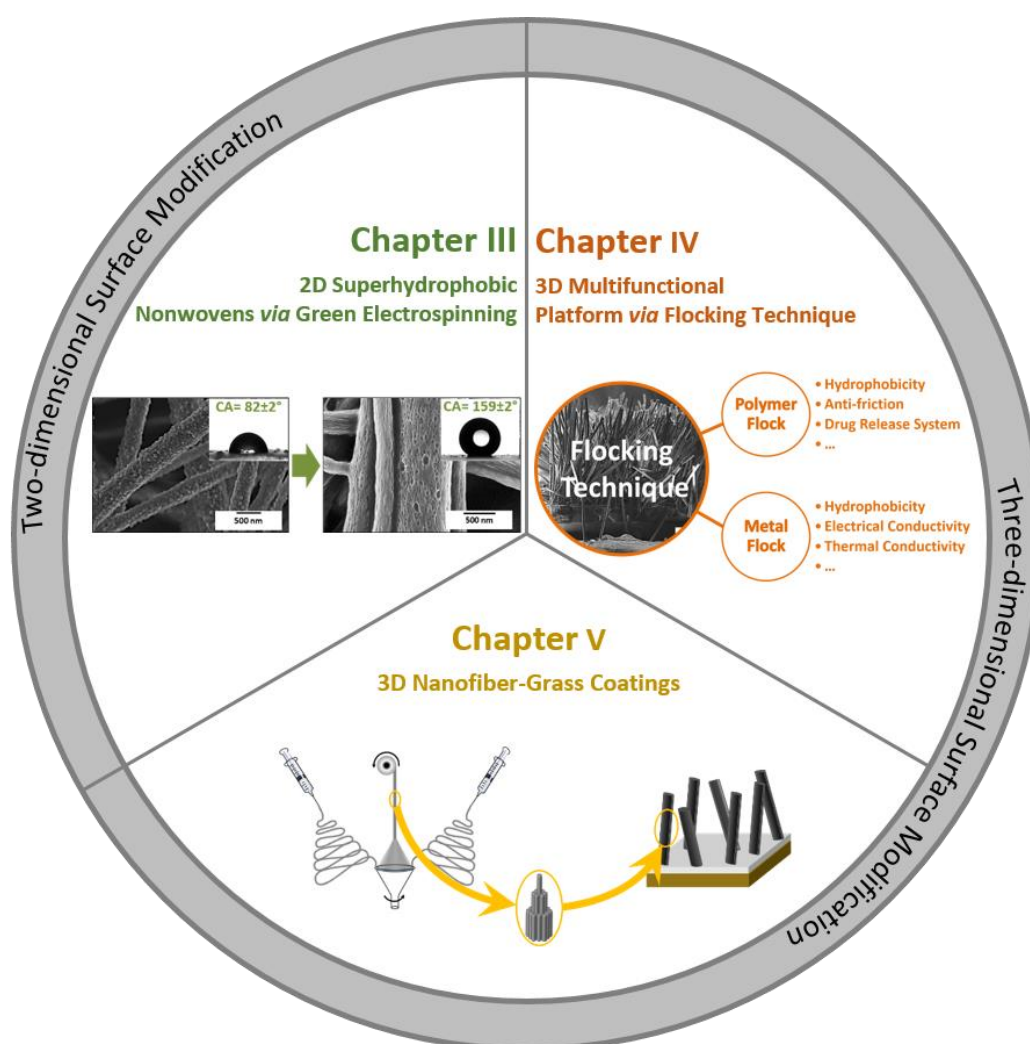 Two-dimensional Surface Modification
Chapter III
2D Superhydrophobic
Nonwovens via Green Electrospinning
CA= 82±2°
500 nm
CA= 159±2°
500 nm
Chapter IV
3D Multifunctional
Platform via Flocking Technique
Flocking
Technique
Polymer
Flock
• Hydrophobicity
• Anti-friction
• Drug Release System
• ...
Metal
Flock
• Hydrophobicity
• Electrical Conductivity
• Thermal Conductivity
• ...
Three-dimensional Surface Modification
Chapter V
3D Nanofiber-Grass Coatings